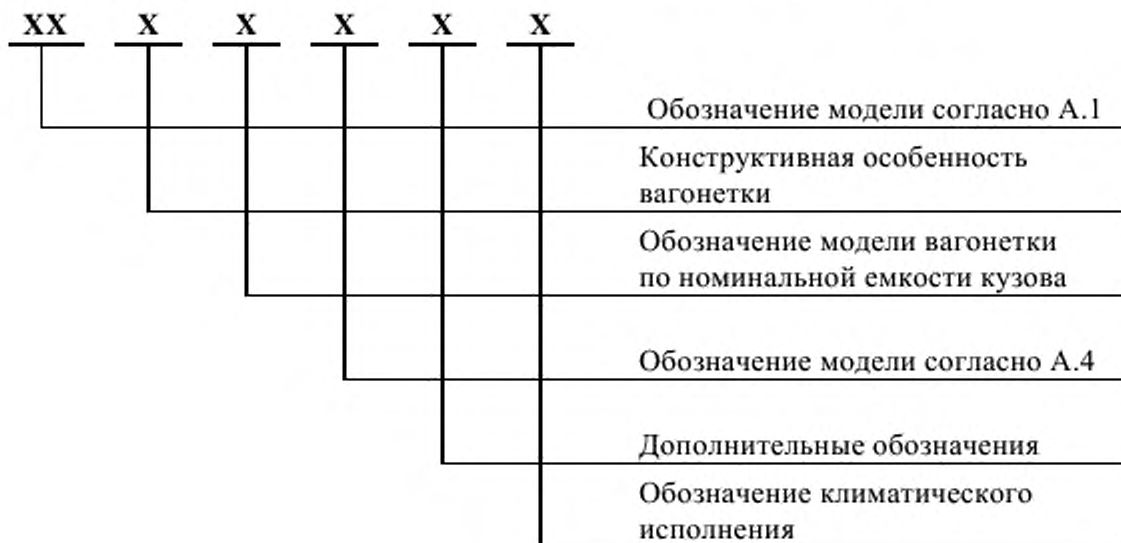 XX X X X X X
Обозначение модели согласно А.1
Конструктивная особенность
вагонетки
Обозначение модели вагонетки
по номинальной емкости кузова
Обозначение модели согласно А.4
Дополнительные обозначения
Обозначение климатического
исполнения